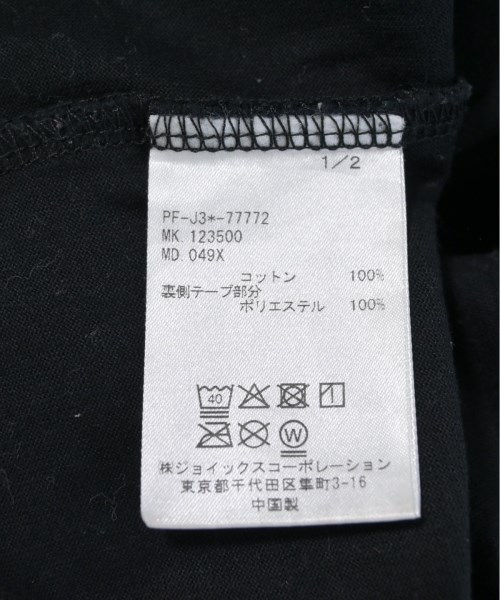 1/2
PF-J3*-77772
MK. 123500
MD. 049X
コットン 100%
裏側テープ部分
ポリエステル 100%
40
W
㈱ジョイックスコーポレーション
東京都千代田区隼町3-16
中国製